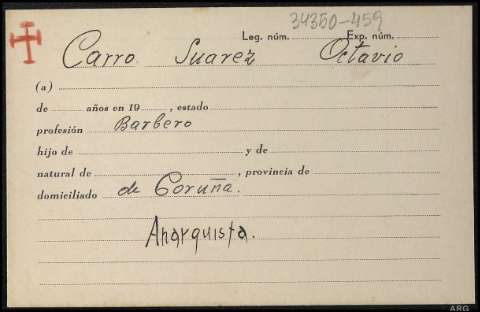 34350-459
Leg. núm. Exp. núm.
Carro Suarez Octavio
(a)
de años en 19 , estado
profesión Barbero
hijo de y de
natural de , provincia de
domiciliado de Coruña.
Anarquista.
ARG